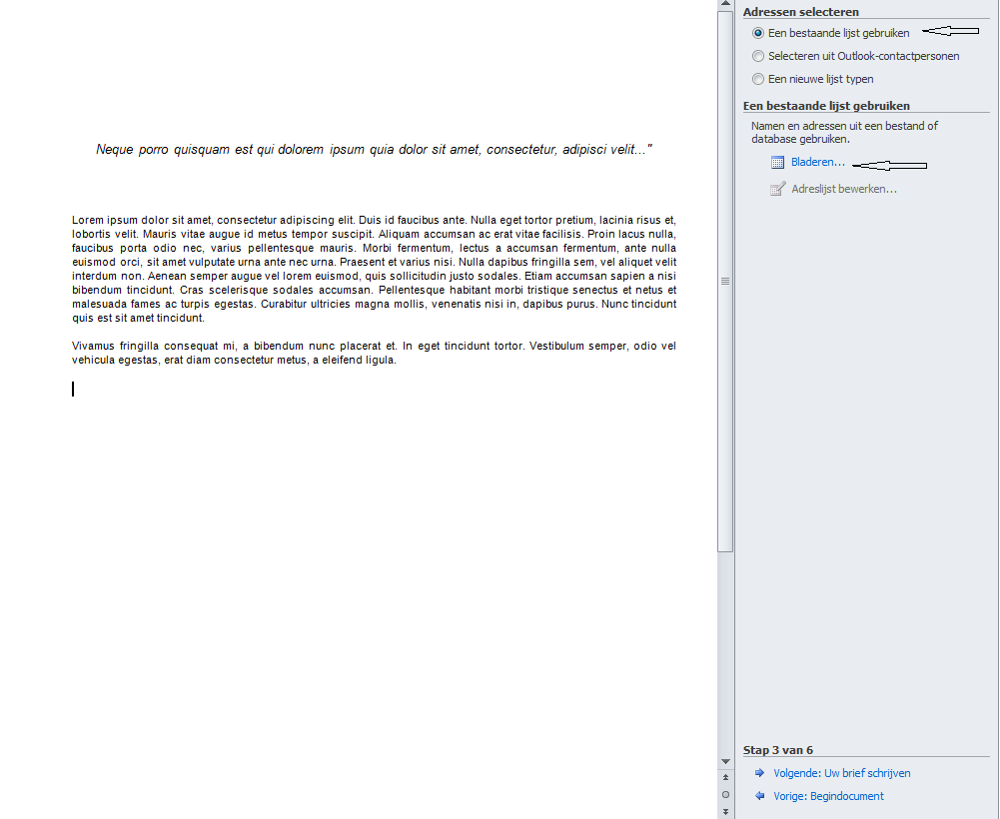 Neque porro quisquam est qui dolorem ipsum quia dolor sit amet, consectetur, adipisci velit..."
Lorem ipsum dolor sit amet, consectetur adipiscing elit. Duis id faucibus ante. Nulla eget tortor pretium, lacinia risus et,
lobortis velit. Mauris vitae augue id metus tempor suscipit. Aliquam accumsan ac erat vitae facilisis. Proin lacus nulla,
faucibus porta odio nec, varius pellentesque mauris. Morbi fermentum, lectus a accumsan fermentum, ante nulla
euismod orci, sit amet vulputate urna ante nec urna. Praesent et varius nisi. Nulla dapibus fringilla sem, vel aliquet velit
interdum non. Aenean semper augue vel lorem euismod, quis sollicitudin justo sodales. Etiam accumsan sapien a nisi
bibendum tincidunt. Cras scelerisque sodales accumsan. Pellentesque habitant morbi tristique senectus et netus et
malesuada fames ac turpis egestas. Curabitur ultricies magna mollis, venenatis nisi in, dapibus purus. Nunc tincidunt
quis est sit amet tincidunt.
Vivamus fringilla consequat mi, a bibendum nunc placerat et. In eget tincidunt tortor. Vestibulum semper, odio vel
vehicula egestas, erat diam consectetur metus, a eleifend ligula.
Adressen selecteren
Een bestaande lijst gebruiken
Selecteren uit Outlook-contactpersonen
Een nieuwe lijst typen
Een bestaande lijst gebruiken
Namen en adressen uit een bestand of
database gebruiken.
Bladeren...
Adreslijst bewerken...
Stap 3 van 6
Volgende: Uw brief schrijven
Vorige: Begindocument